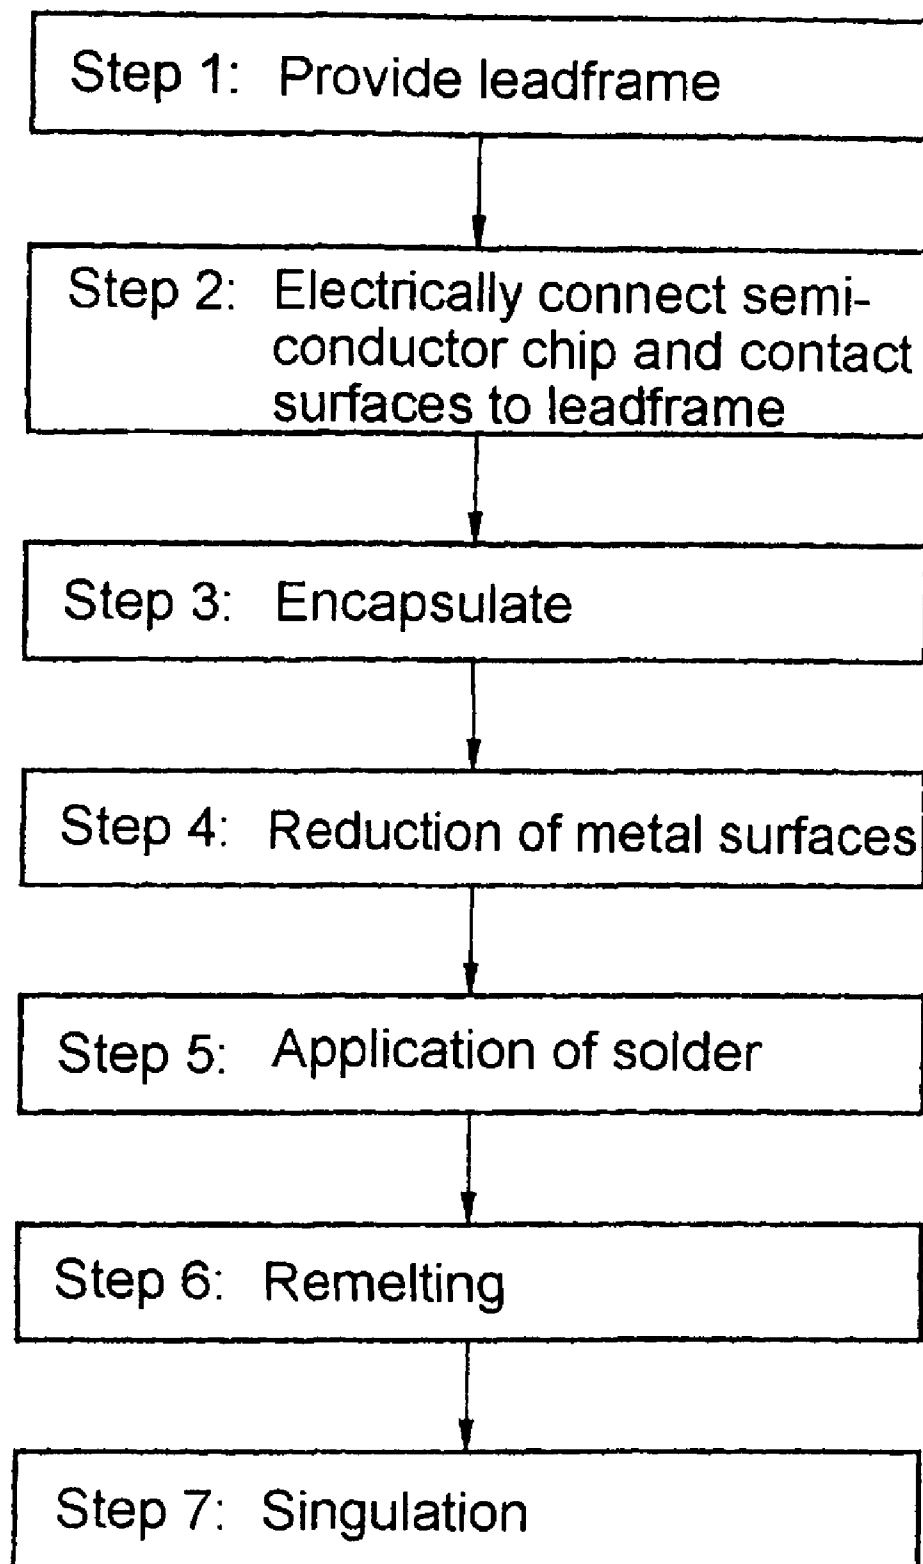 Step 1: Provide leadframe
Step 2: Electrically connect semi-
conductor chip and contact
surfaces to leadframe
Step 3: Encapsulate
Step 4: Reduction of metal surfaces
Step 5: Application of solder
Step 6: Remelting
Step 7: Singulation